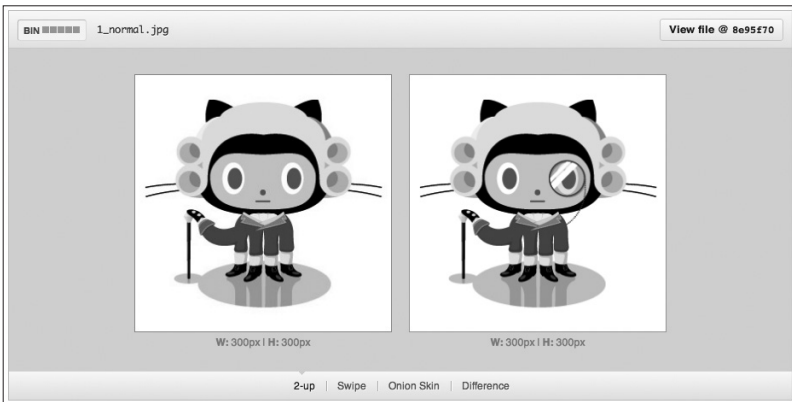 BIN 1_normal.jpg View file @ 8e95f70
W: 300px | H: 300px W: 300px | H: 300px
2-up | Swipe | Onion Skin | Difference